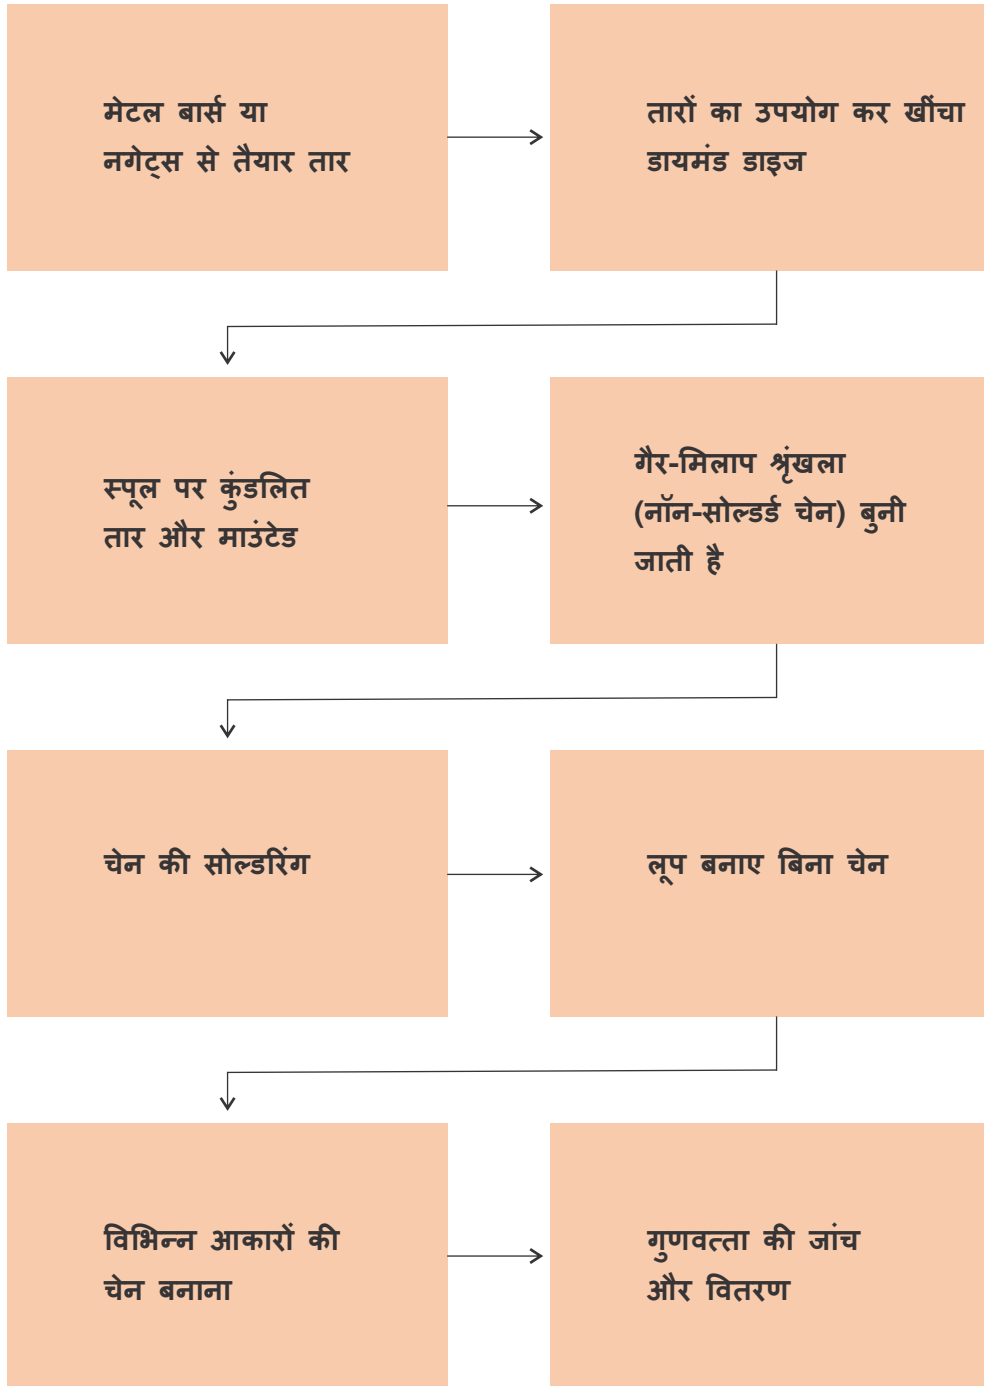 मेटल बार्स या
नगेट्स से तैयार तार
तारों का उपयोग कर खींचा
डायमंड डाइज
स्पूल पर कुंडलित
तार और माउंटेड
गैर-मिलाप श्रृंखला
(नॉन-सोल्डर्ड चेन) बुनी
जाती है
चेन की सोल्डरिंग
लूप बनाए बिना चेन
विभिन्न आकारों की
चेन बनाना
गुणवत्ता की जांच
और वितरण